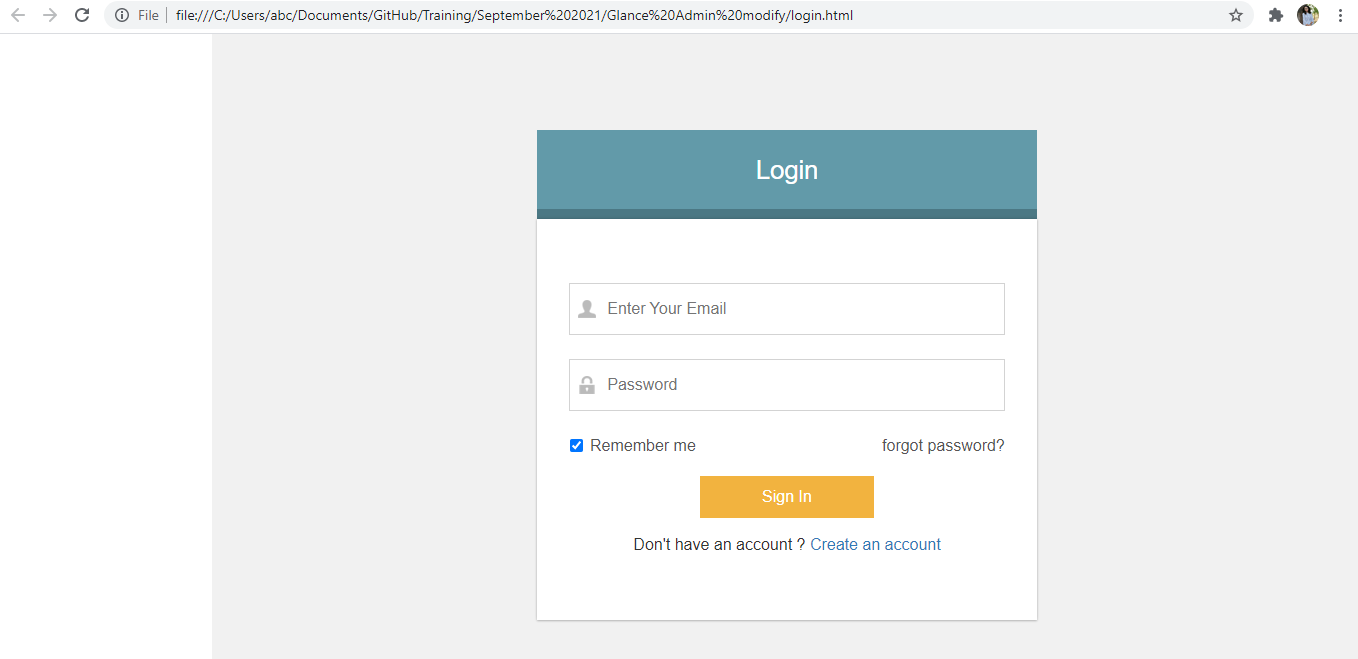 File file:///C:/Users/abc/Documents/GitHub/Training/September%202021/Glance%20Admin%20modify/login.html
Login
Enter Your Email
Password
Remember me forgot password?
Sign In
Don't have an account ? Create an account